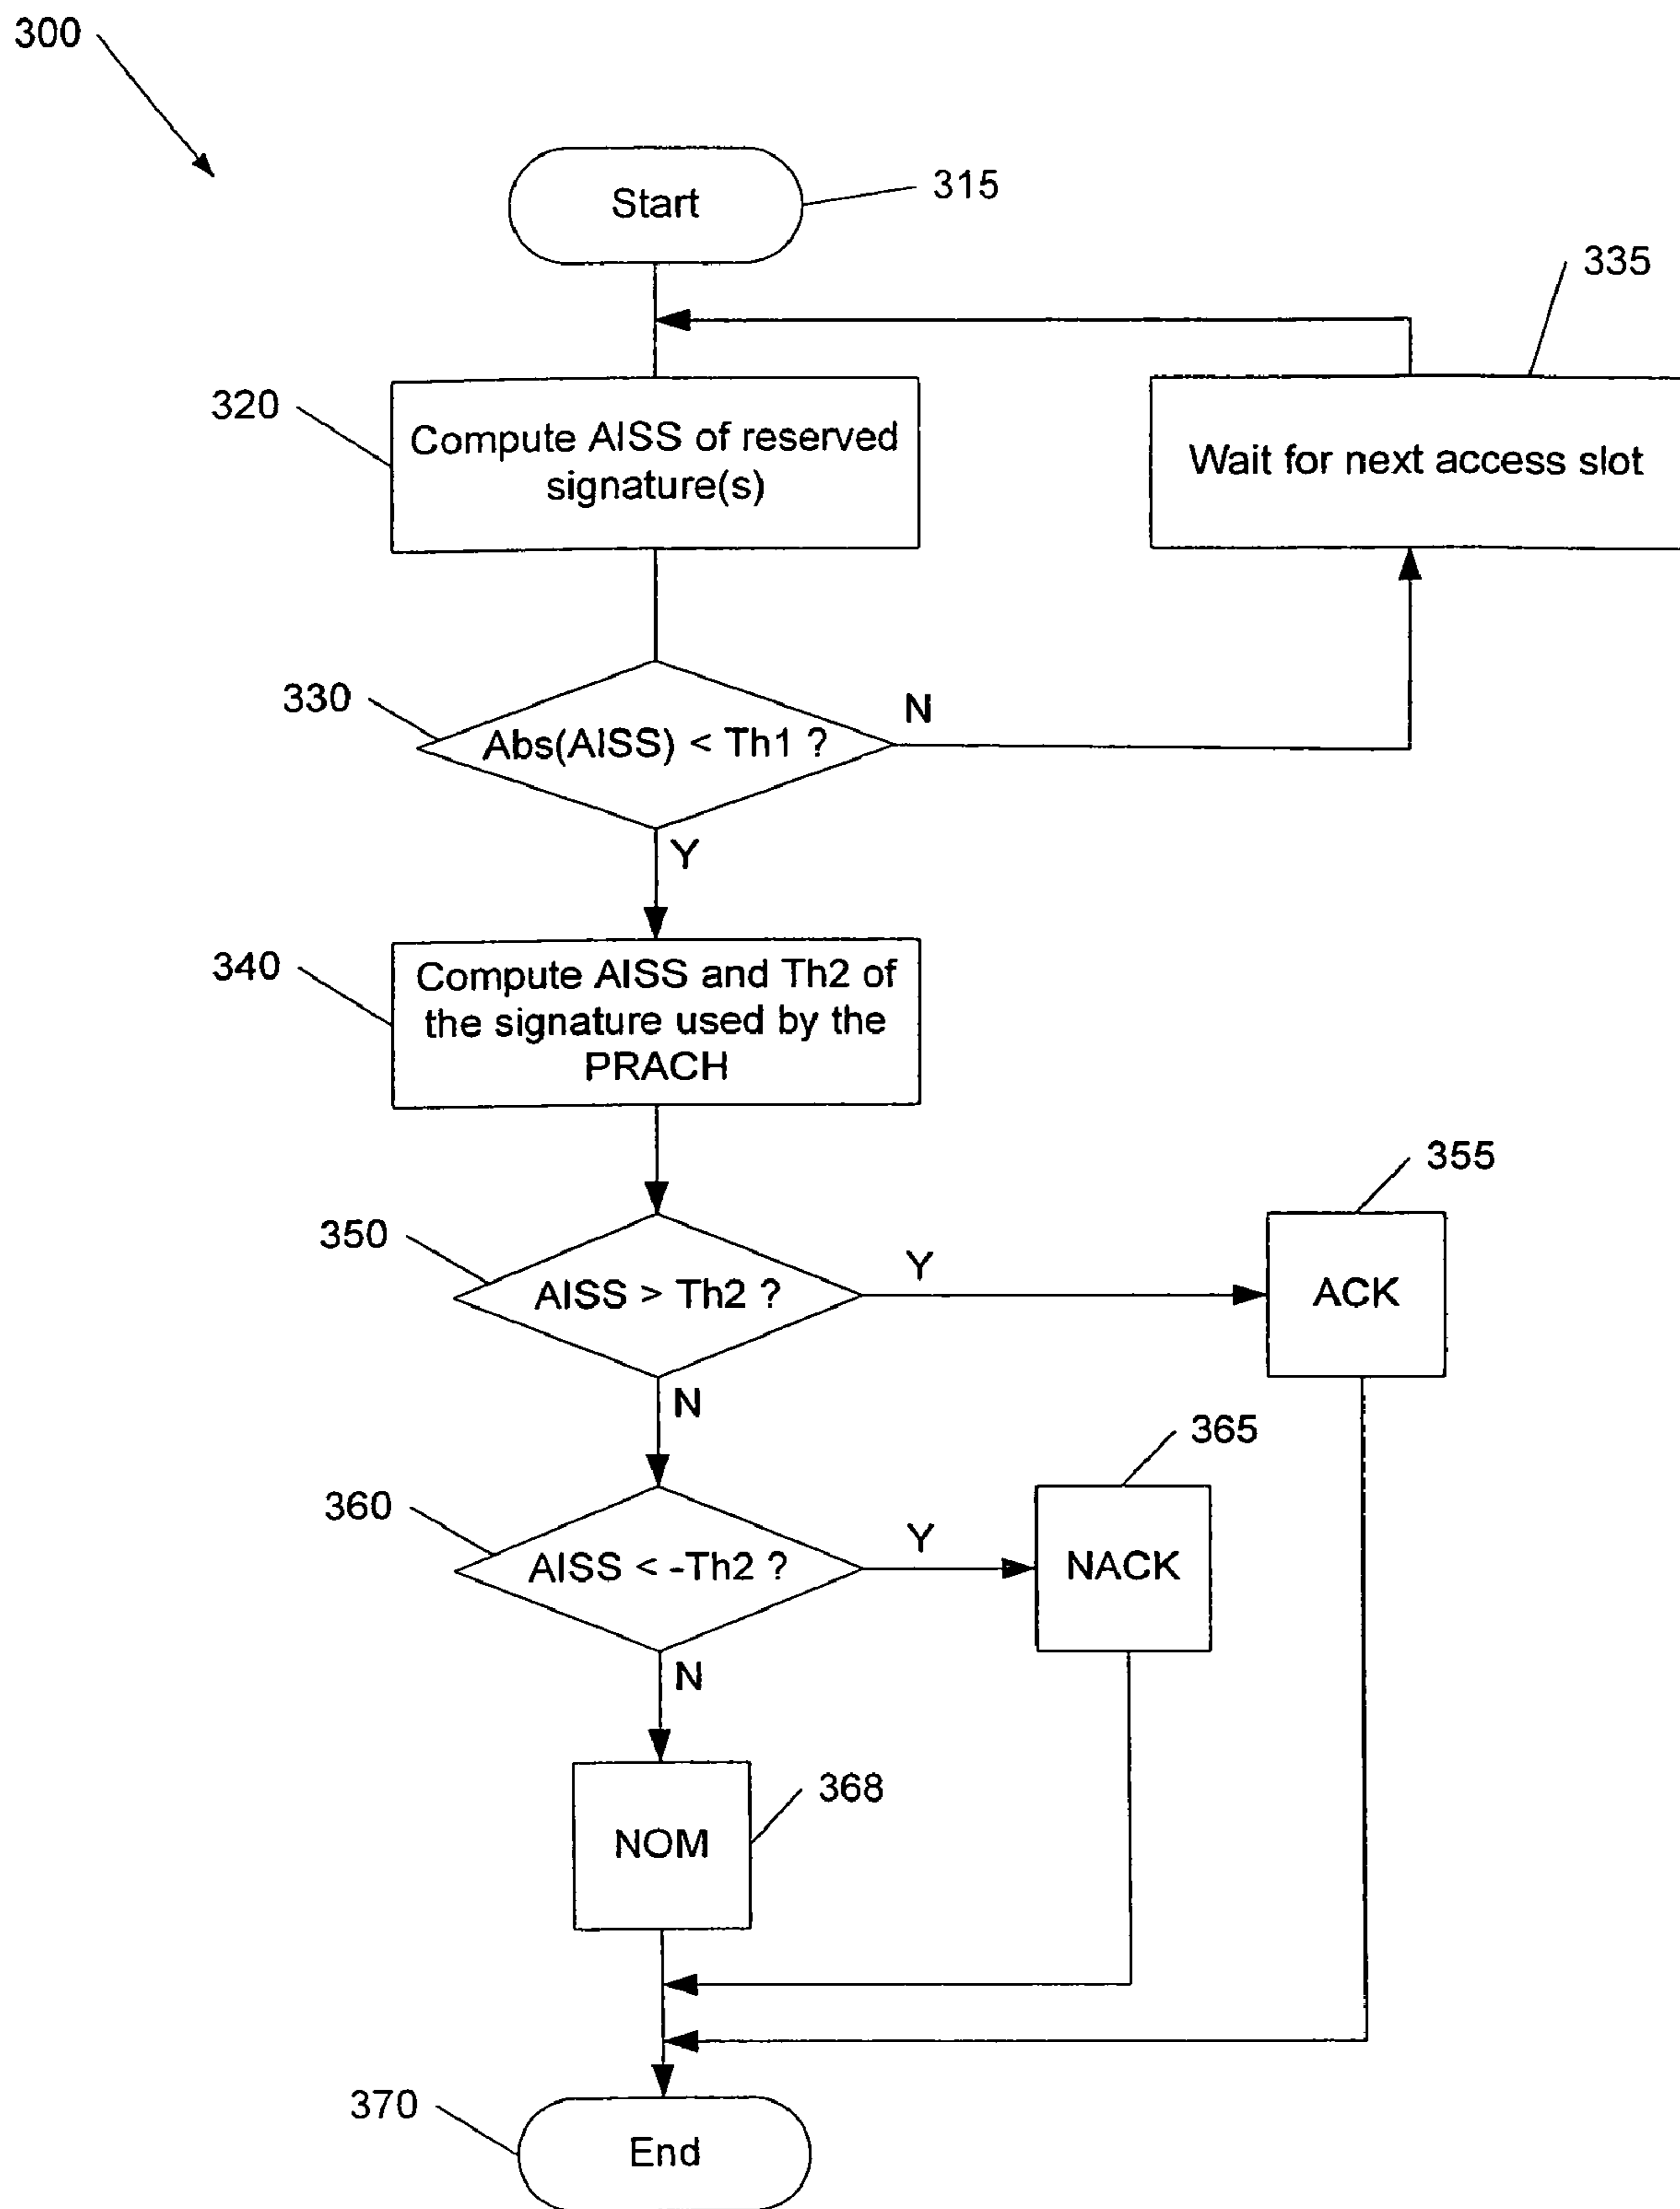 300
Start
315
335
320
Compute AISS of reserved
signature(s)
Wait for next access slot
330
Abs(AISS) < Th1 ?
N
Y
340
Compute AISS and Th2 of
the signature used by the
PRACH
355
350
AISS > Th2 ?
Y
ACK
N
365
360
AISS < -Th2 ?
Y
NACK
N
368
NOM
370
End